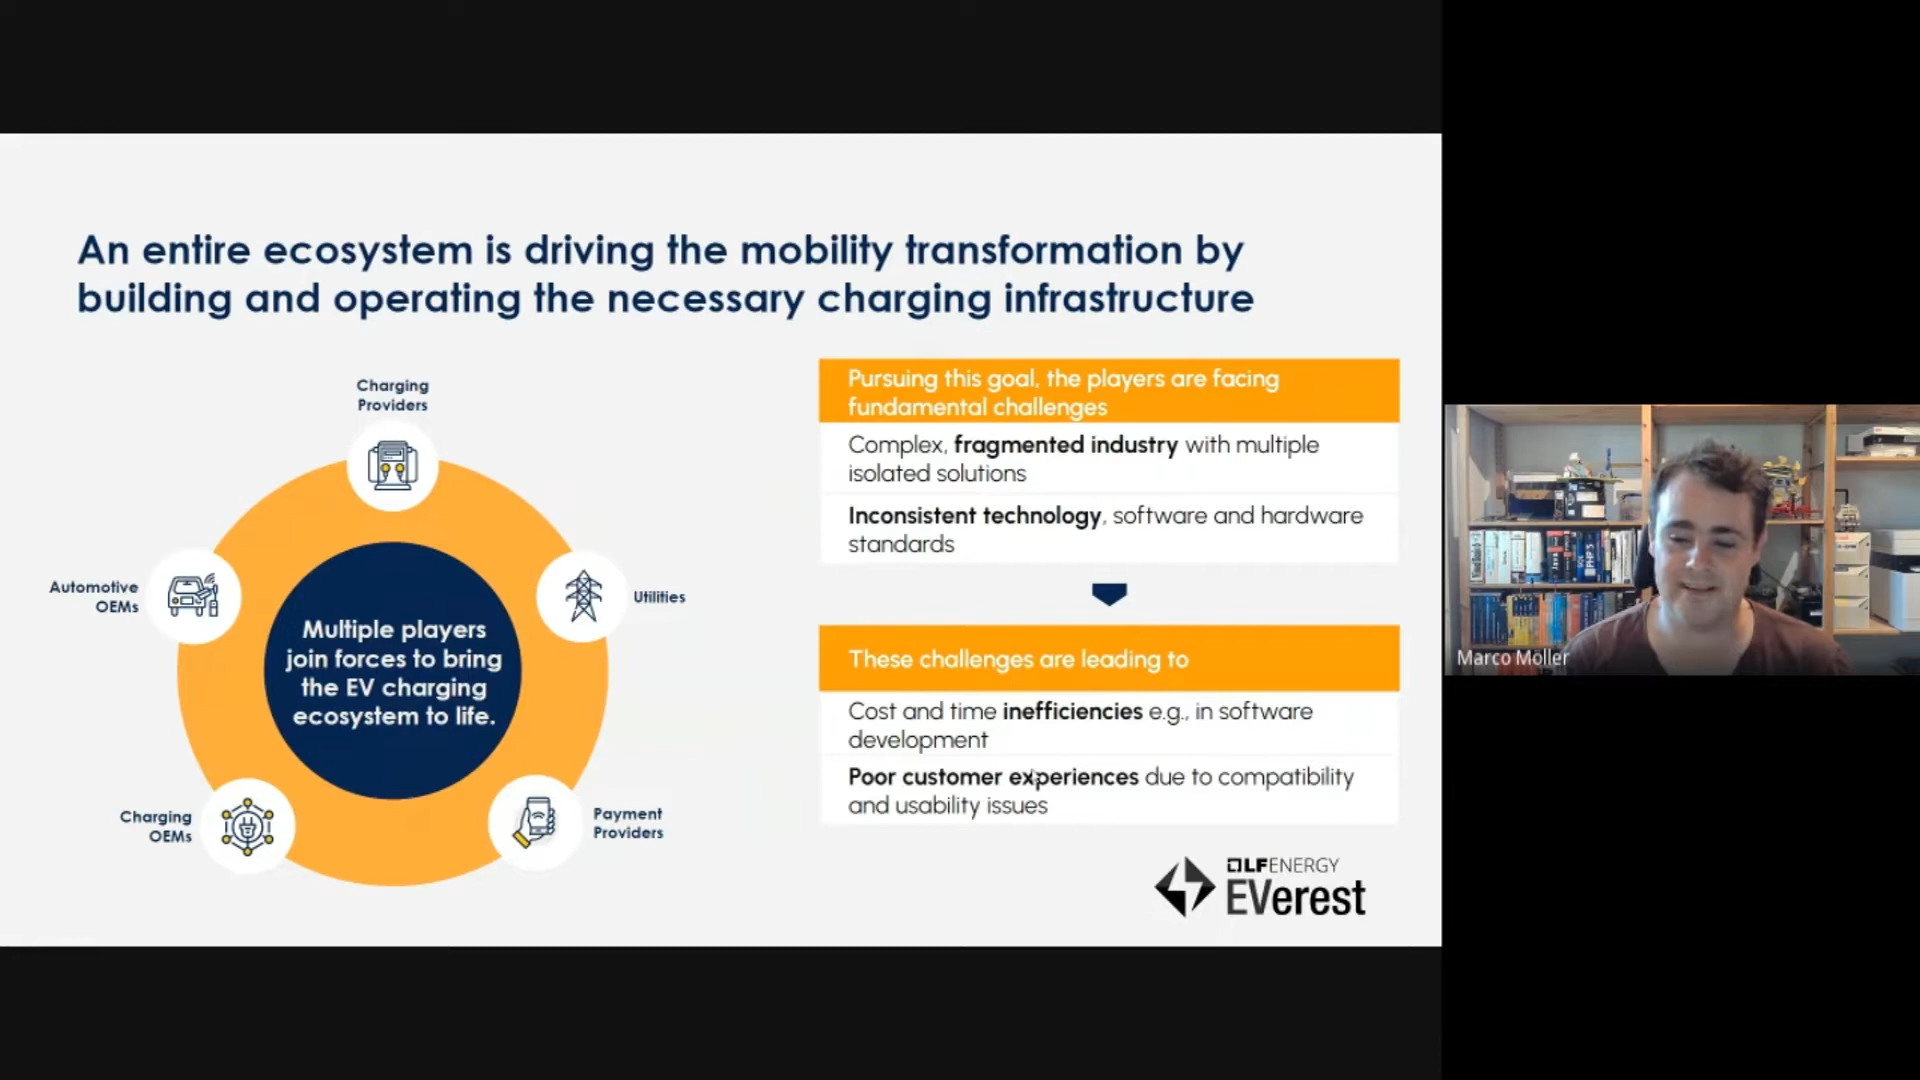 An entire ecosystem is driving the mobility transformation by
building and operating the necessary charging infrastructure
Charging
Providers
Automotive
OEMs
Utilities
Multiple players
join forces to bring
the EV charging
ecosystem to life.
Charging
OEMs
Payment
Providers
Pursuing this goal, the players are facing
fundamental challenges
Complex, fragmented industry with multiple
isolated solutions
Inconsistent technology, software and hardware
standards
These challenges are leading to
Cost and time inefficiencies e.g., in software
development
Poor customer experiences due to compatibility
and usability issues
LFENERGY
EVerest
Marco Möller